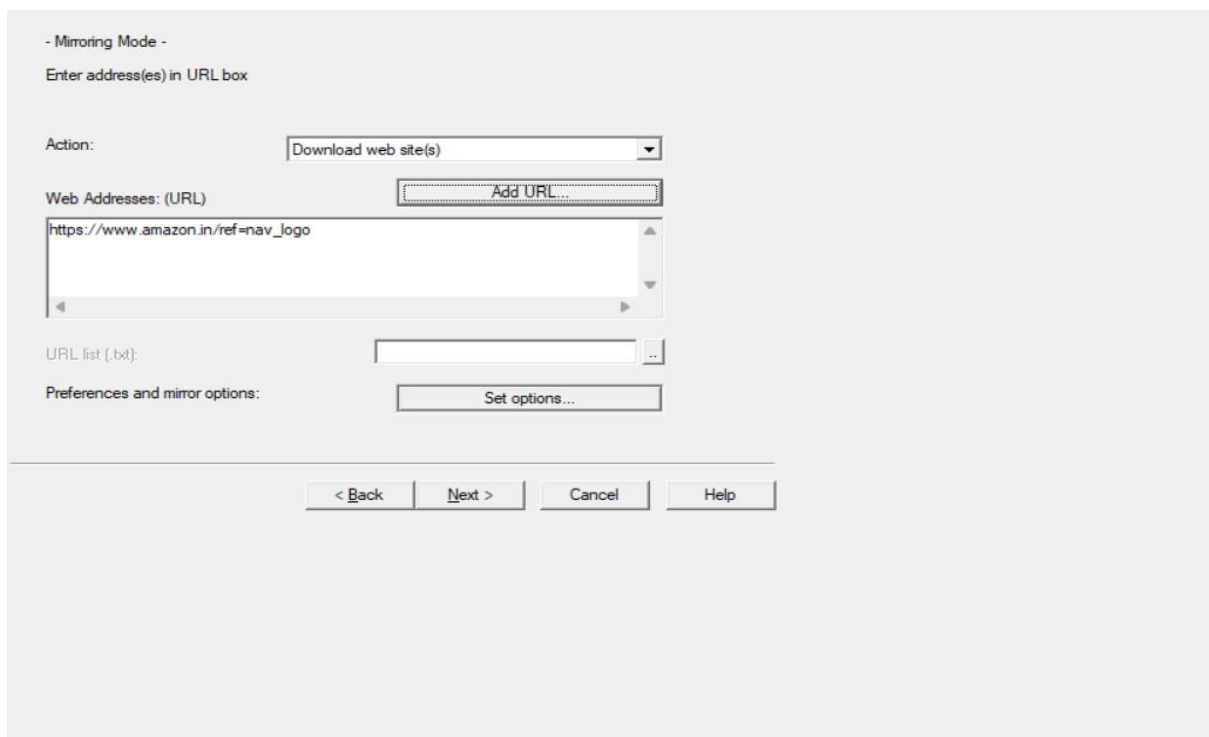 - Mirroring Mode -
Enter address(es) in URL box
Action:
Download web site(s)
Web Addresses: (URL)
Add URL...
https://www.amazon.in/ref=nav_logo
URL list (.txt):
..
Preferences and mirror options:
Set options...
< Back
Next >
Cancel
Help